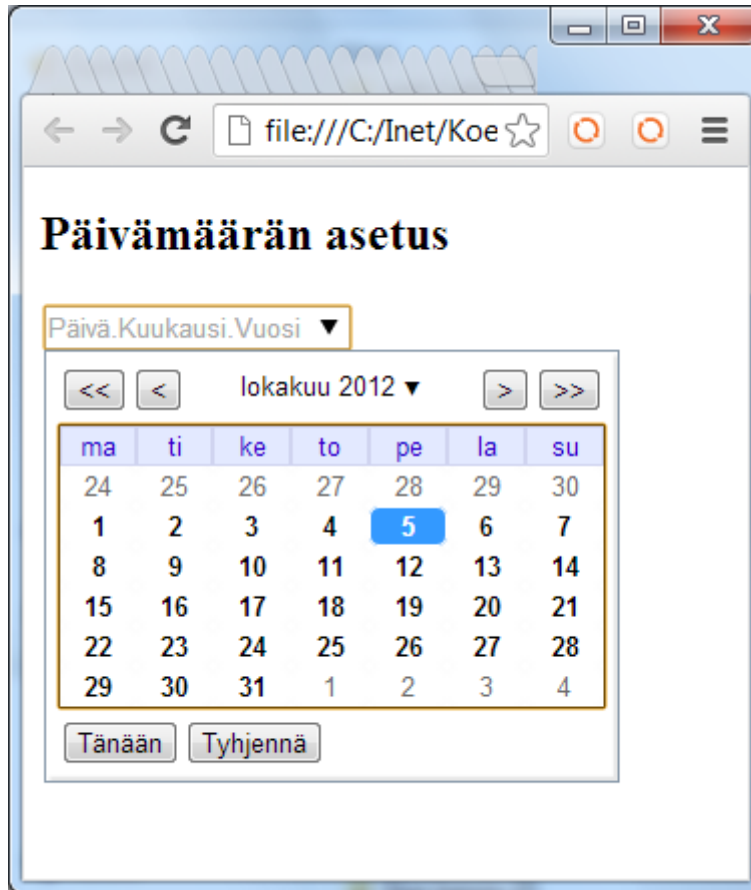 file:///C:/Inet/Koe
Päivämäärän asetus
Päivä.Kuukausi.Vuosi ▼
<< < lokakuu 2012 ▾ > >>
ma ti ke to pe la su
24 25 26 27 28 29 30
1 2 3 4 5 6 7
8 9 10 11 12 13 14
15 16 17 18 19 20 21
22 23 24 25 26 27 28
29 30 31 1 2 3 4
Tänään Tyhjennä